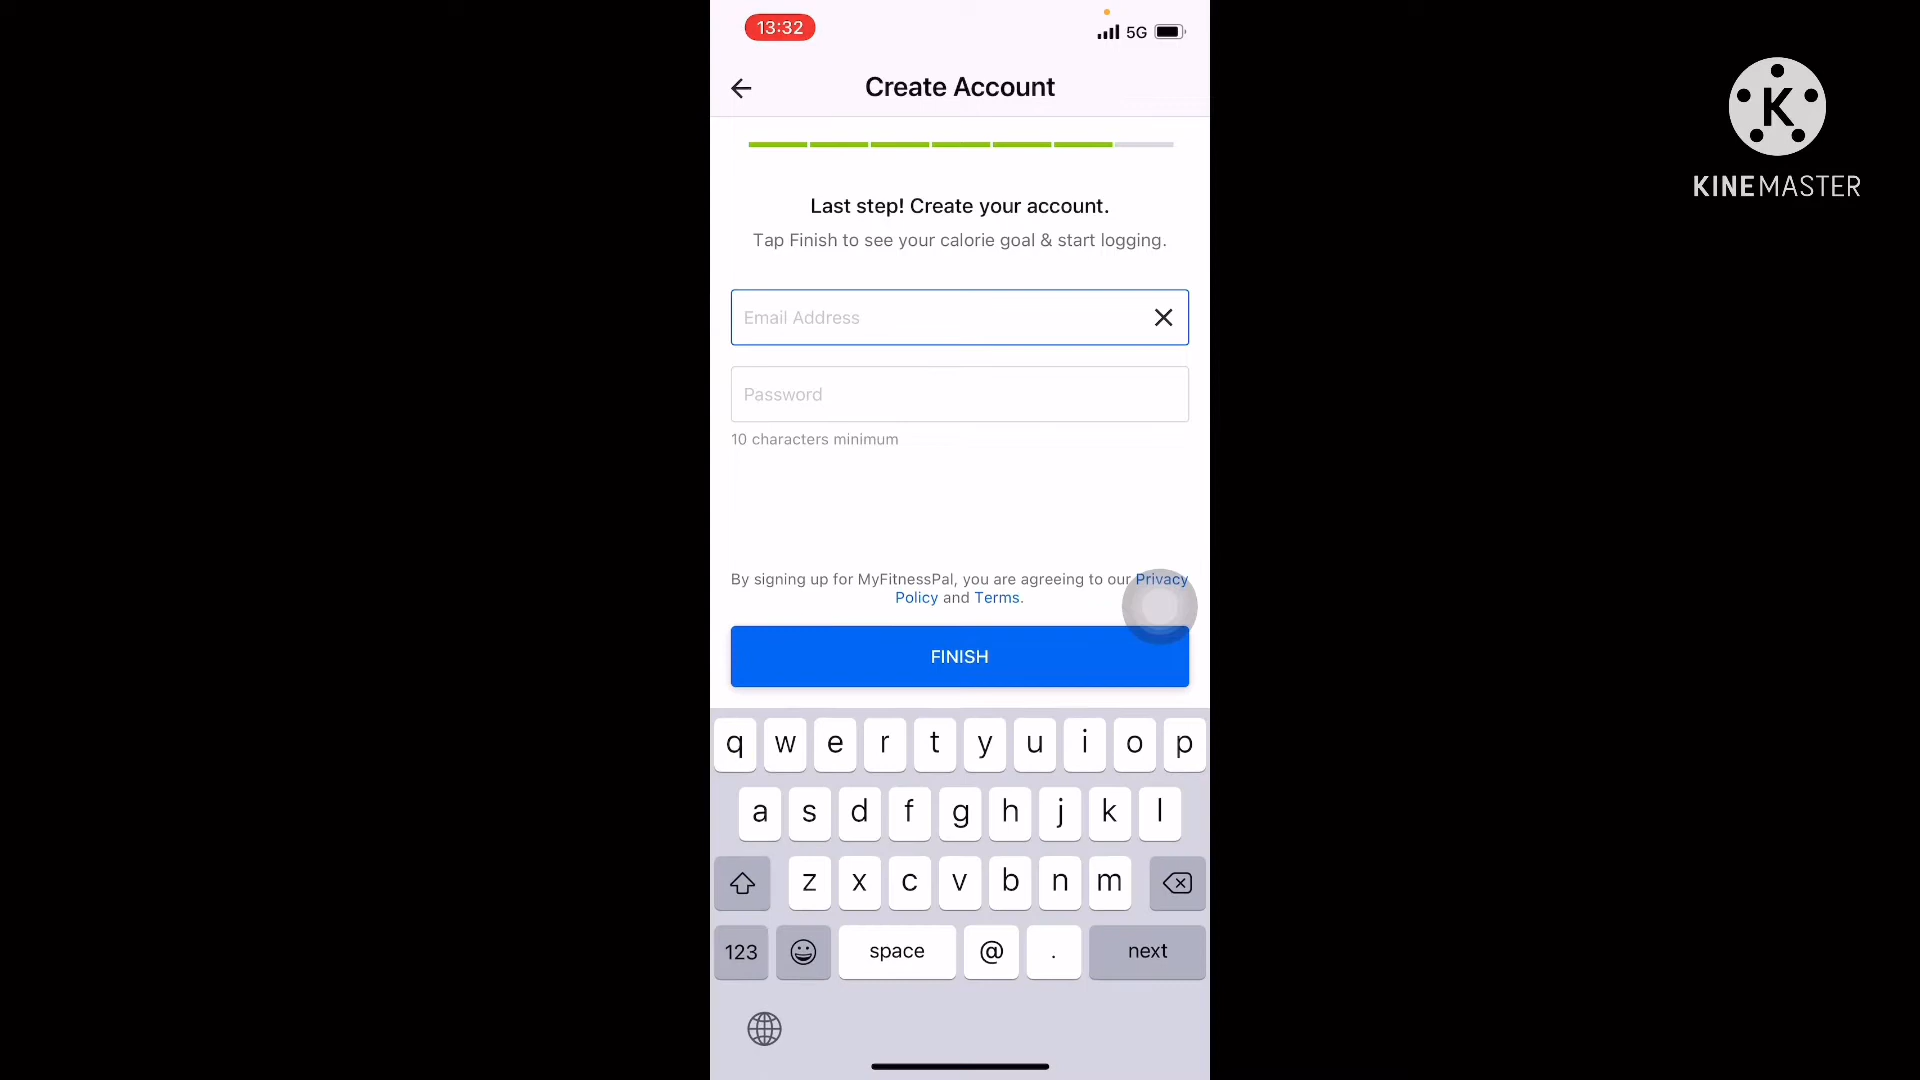 13:32
5G
Create Account
Last step! Create your account.
Tap Finish to see your calorie goal & start logging.
Email Address
Password
10 characters minimum
By signing up for MyFitnessPal, you are agreeing to our Privacy
Policy and Terms.
FINISH
q w e r t y u i o p
a s d f g h j k l
z x c v b n m
123 space @ . next
K
KINEMASTER